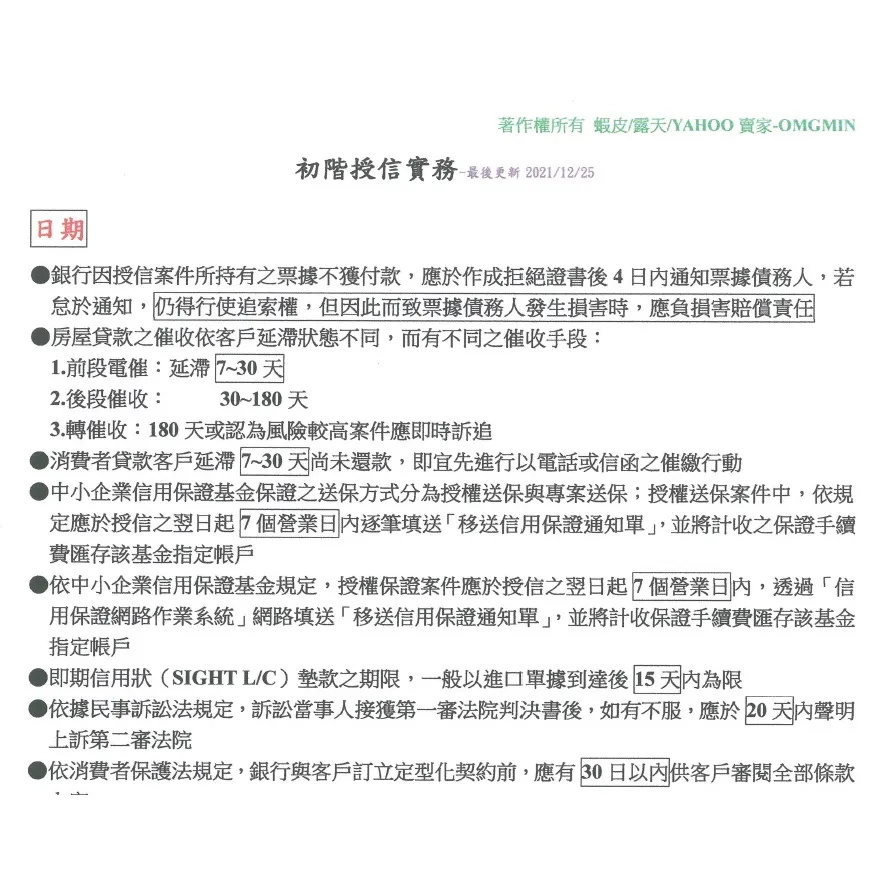 著作權所有 蝦皮/露天/YAHOO 賣家-OMGMIN
初階授信實務-最後更新 2021/12/25
日期
●銀行因授信案件所持有之票據不獲付款，應於作成拒絕證書後 4 日內通知票據債務人，若
怠於通知，仍得行使追索權，但因此而致票據債務人發生損害時，應負損害賠償責任
●房屋貸款之催收依客戶延滯狀態不同，而有不同之催收手段：
1.前段電催：延滯 7~30 天
2.後段催收： 30~180 天
3.轉催收：180 天或認為風險較高案件應即時訴追
●消費者貸款客戶延滯 7~30 天尚未還款，即宜先進行以電話或信函之催繳行動
●中小企業信用保證基金保證之送保方式分為授權送保與專案送保；授權送保案件中，依規
定應於授信之翌日起 7 個營業日內逐筆填送「移送信用保證通知單」，並將計收之保證手續
費匯存該基金指定帳戶
●依中小企業信用保證基金規定，授權保證案件應於授信之翌日起 7 個營業日內，透過「信
用保證網路作業系統」網路填送「移送信用保證通知單」，並將計收保證手續費匯存該基金
指定帳戶
●即期信用狀（SIGHT L/C）墊款之期限，一般以進口單據到達後 15 天內為限
●依據民事訴訟法規定，訴訟當事人接獲第一審法院判決書後，如有不服，應於 20 天內聲明
上訴第二審法院
●依消費者保護法規定，銀行與客戶訂立定型化契約前，應有 30 日以內供客戶審閱全部條款